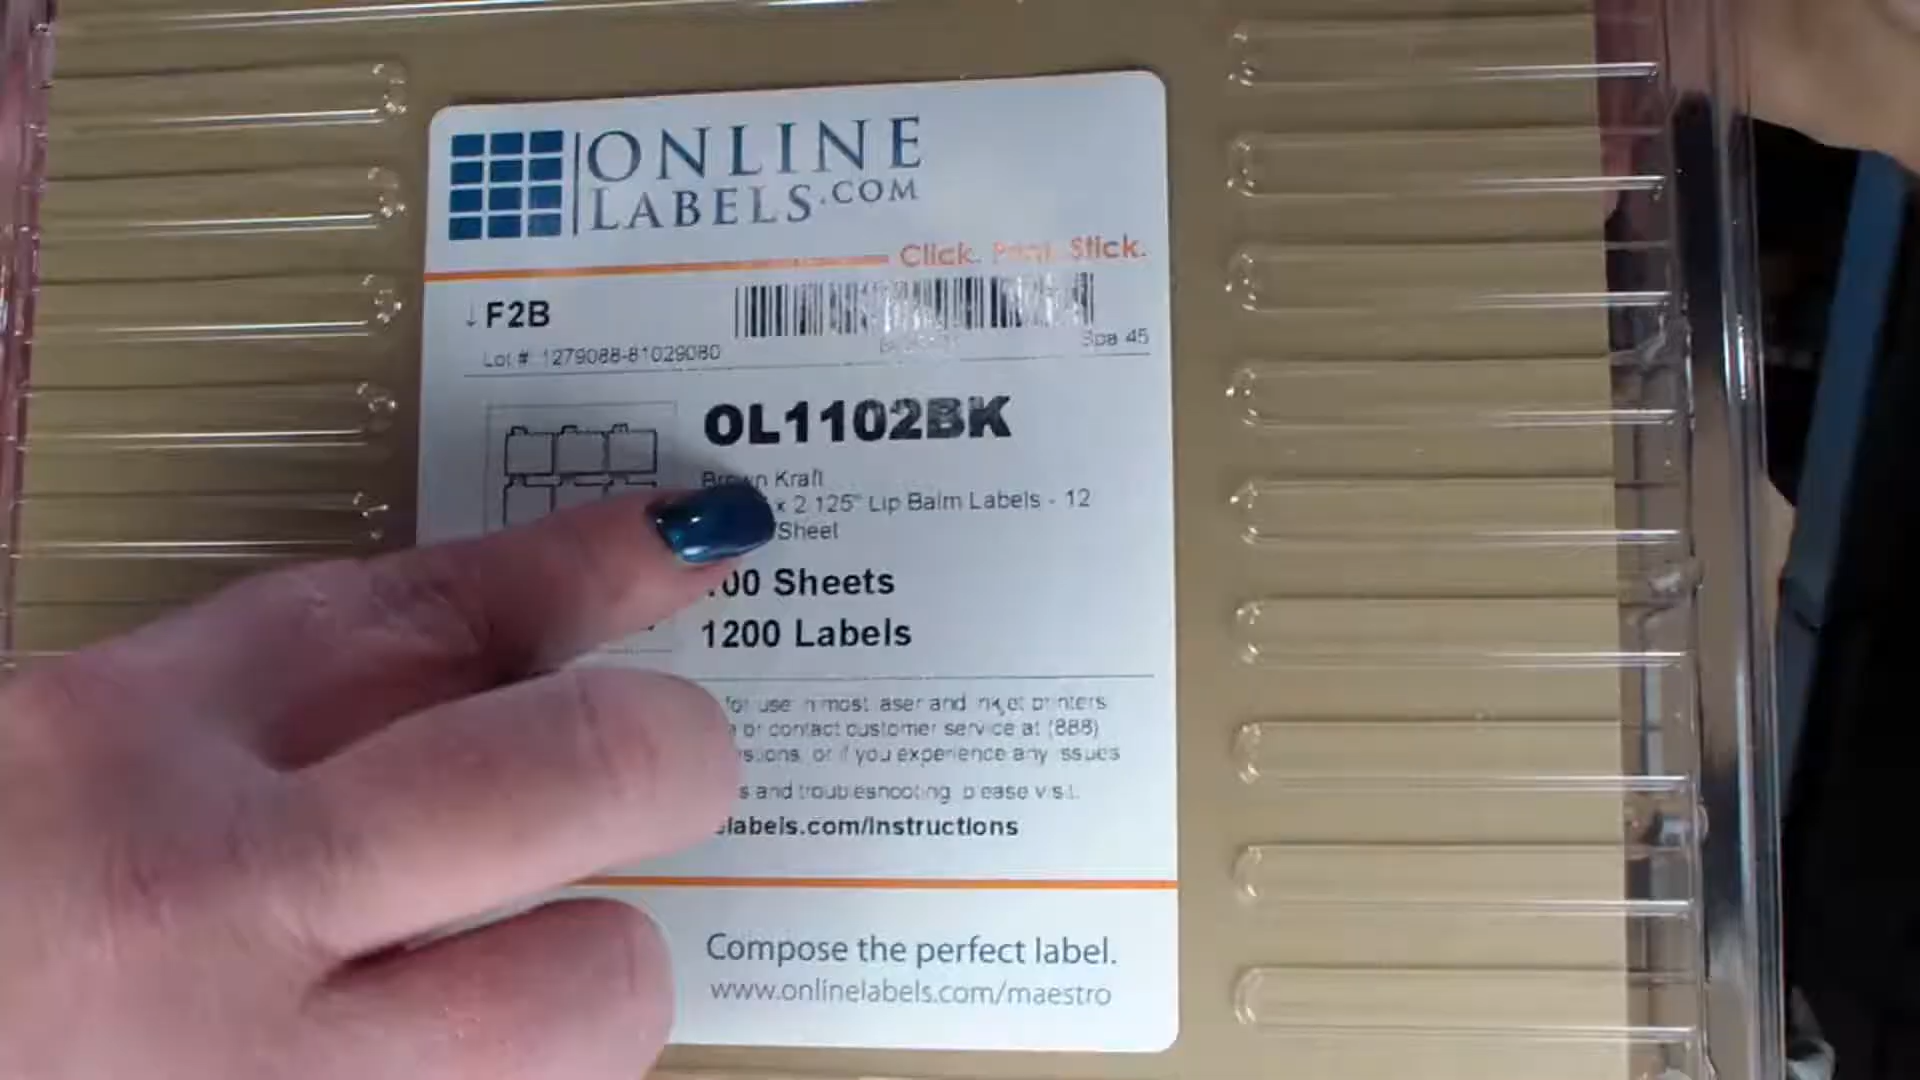 ONLINE
LABELS.COM
Click. Print. Stick.
↓F2B
Spa 45
Lot # 1279088-81029080
OL1102BK
Brown Kraft
x 2.125" Lip Balm Labels - 12
/Sheet
00 Sheets
1200 Labels
for use in most laser and inkjet printers
or contact customer service at (888)
or if you experience any issues
s and troubleshooting, please visit
labels.com/instructions
Compose the perfect label.
www.onlinelabels.com/maestro